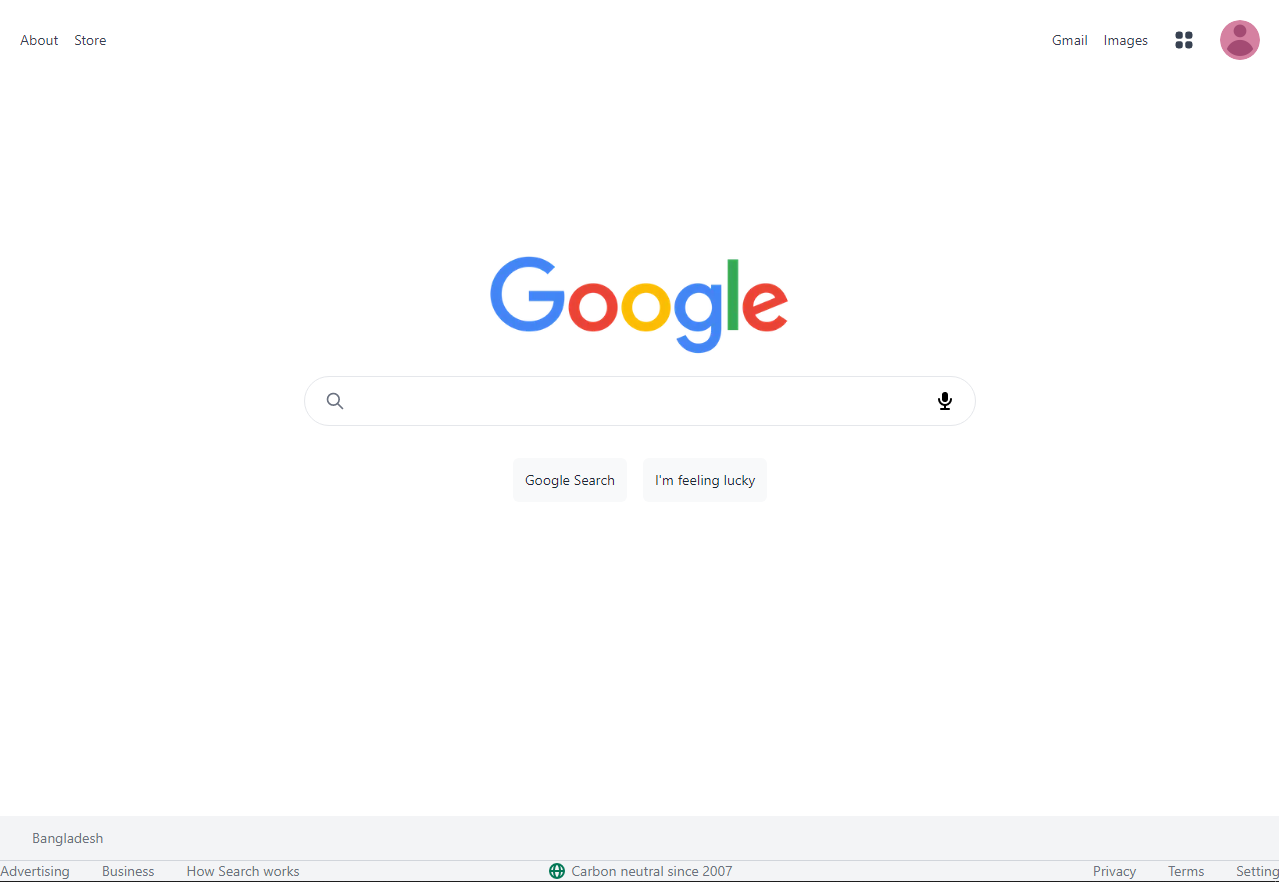 About Store Gmail Images
Google
Google Search I'm feeling lucky
Bangladesh
Advertising Business How Search works Carbon neutral since 2007 Privacy Terms Setting